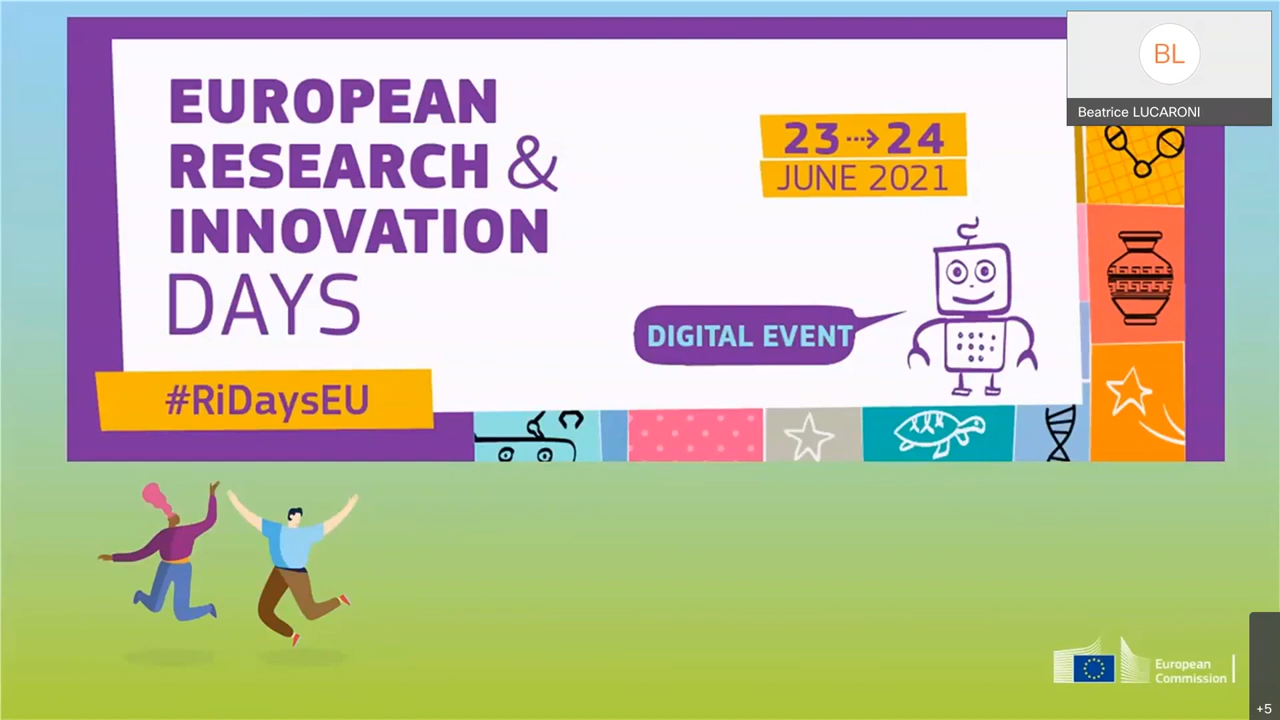 EUROPEAN
RESEARCH &
INNOVATION
DAYS
#RiDaysEU
23 ⇢ 24
JUNE 2021
DIGITAL EVENT
BL
Beatrice LUCARONI
European
Commission
+5